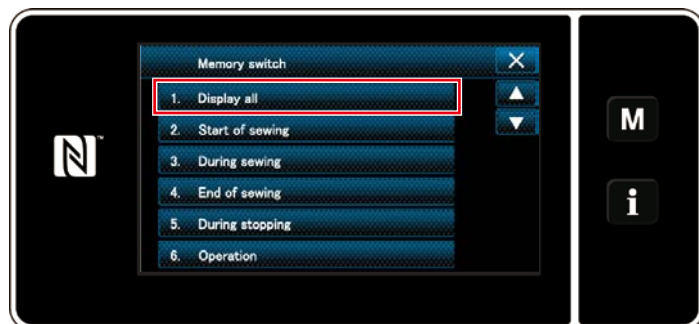 Memory switch
1. Display all
2. Start of sewing
3. During sewing
4. End of sewing
5. During stopping
6. Operation
M
i